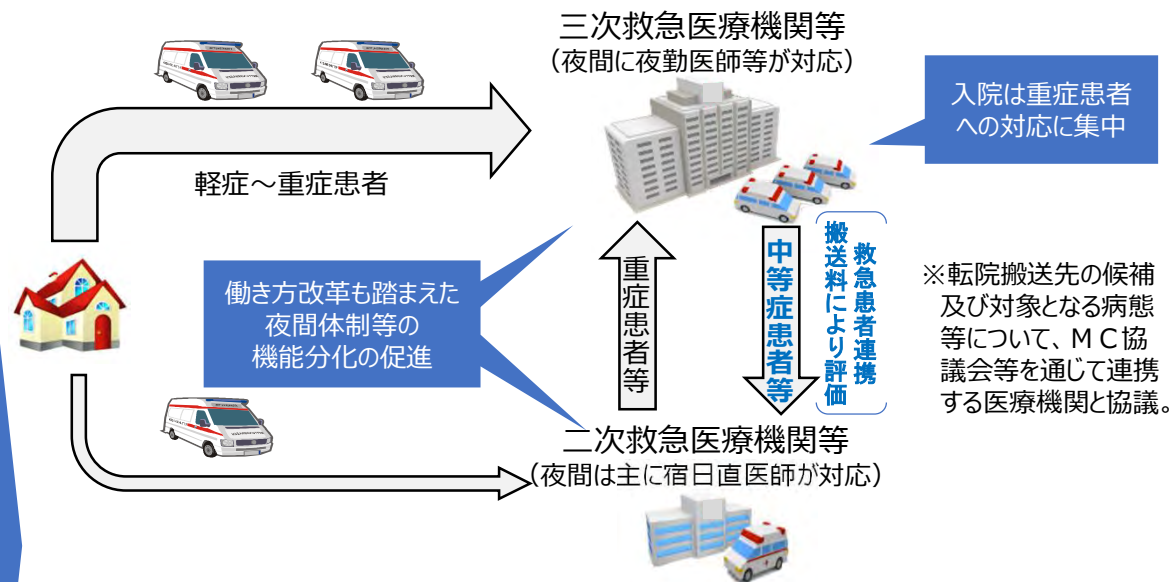 三次救急医療機関等
（夜間に夜勤医師等が対応）
入院は重症患者
への対応に集中
軽症～重症患者
働き方改革も踏まえた
夜間体制等の
機能分化の促進
重症患者等
中等症患者等
救急患者連携
搬送料により評価
※転院搬送先の候補
及び対象となる病態
等について、ＭＣ協
議会等を通じて連携
する医療機関と協議。
二次救急医療機関等
（夜間は主に宿日直医師が対応）